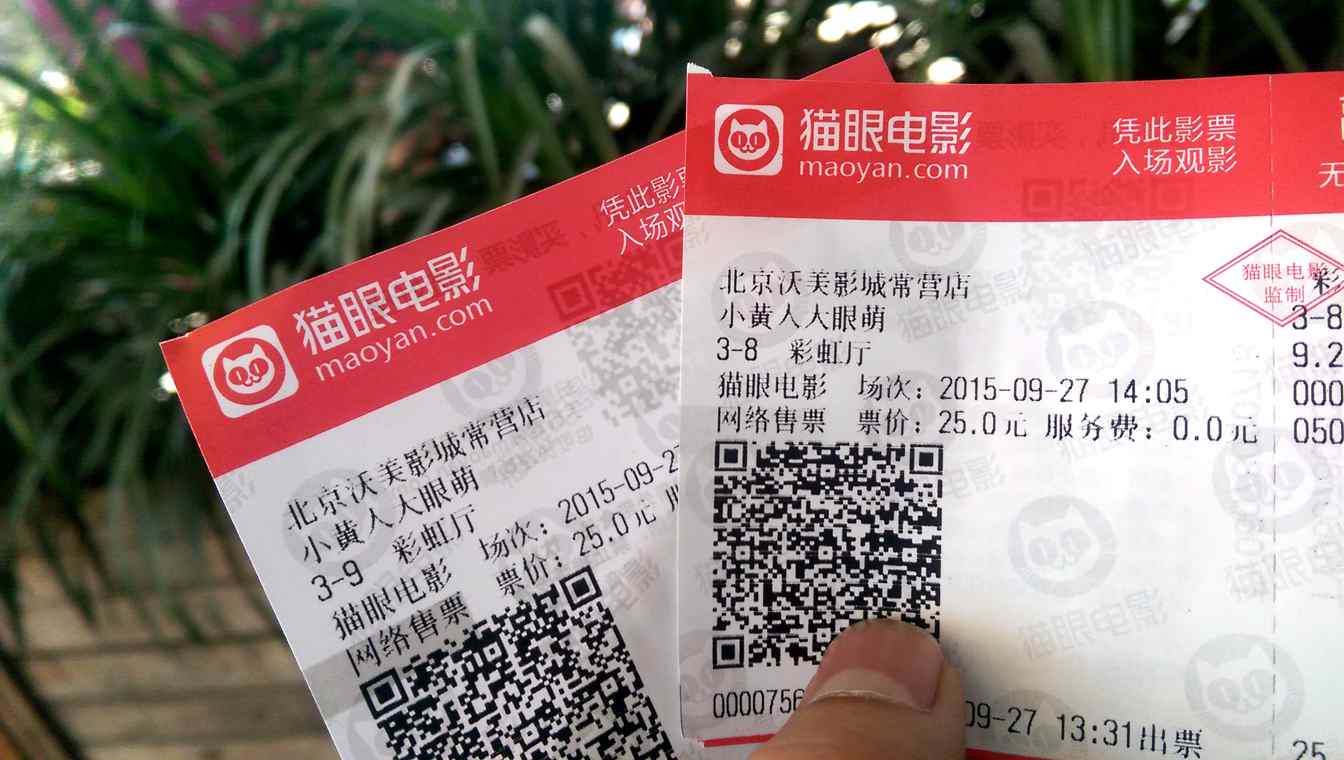 猫眼电影
maoyan.com
凭此影票
入场观影
北京沃美影城常营店
小黄人大眼萌
3-9 彩虹厅
猫眼电影 场次：2015-09-27
网络售票 票价：25.0元
猫眼电影
maoyan.com
凭此影票
入场观影
无
猫眼电影
监制
北京沃美影城常营店
小黄人大眼萌
3-8 彩虹厅
猫眼电影 场次：2015-09-27 14:05
网络售票 票价：25.0元 服务费：0.0元
彩
3-8
9.2
000
050
0000756
09-27 13:31出票
25